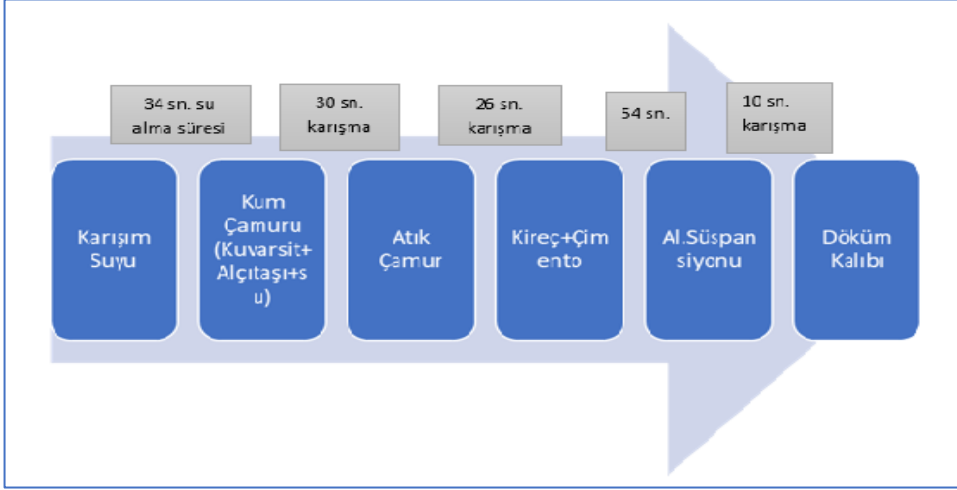 34 sn. su
alma süresi
30 sn.
karışma
26 sn.
karışma
54 sn.
10 sn.
karışma
Karışım
Suyu
Kum
Çamuru
(Kuvarsit+
Alçıtaşı+s
u)
Atık
Çamur
Kireç+Çim
ento
Al.Süspan
siyonu
Döküm
Kalıbı